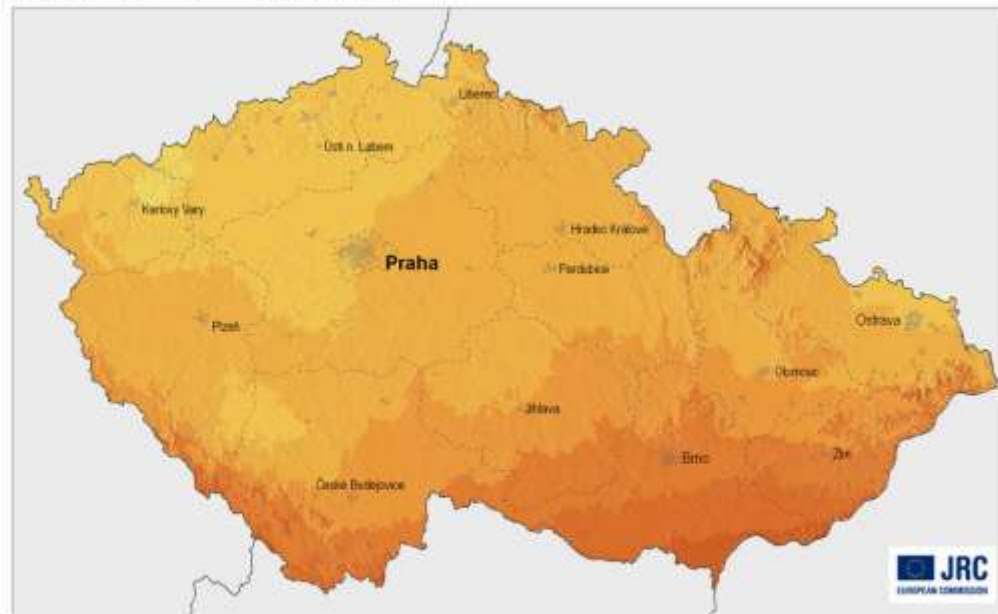 Liberec
Ústí n. Labem
Karlovy Vary
Hradec Králové
Praha
Pardubice
Ostrava
Plzeň
Olomouc
Jihlava
Brno
Zlín
České Budejovice
JRC
EUROPEAN COMMISSION